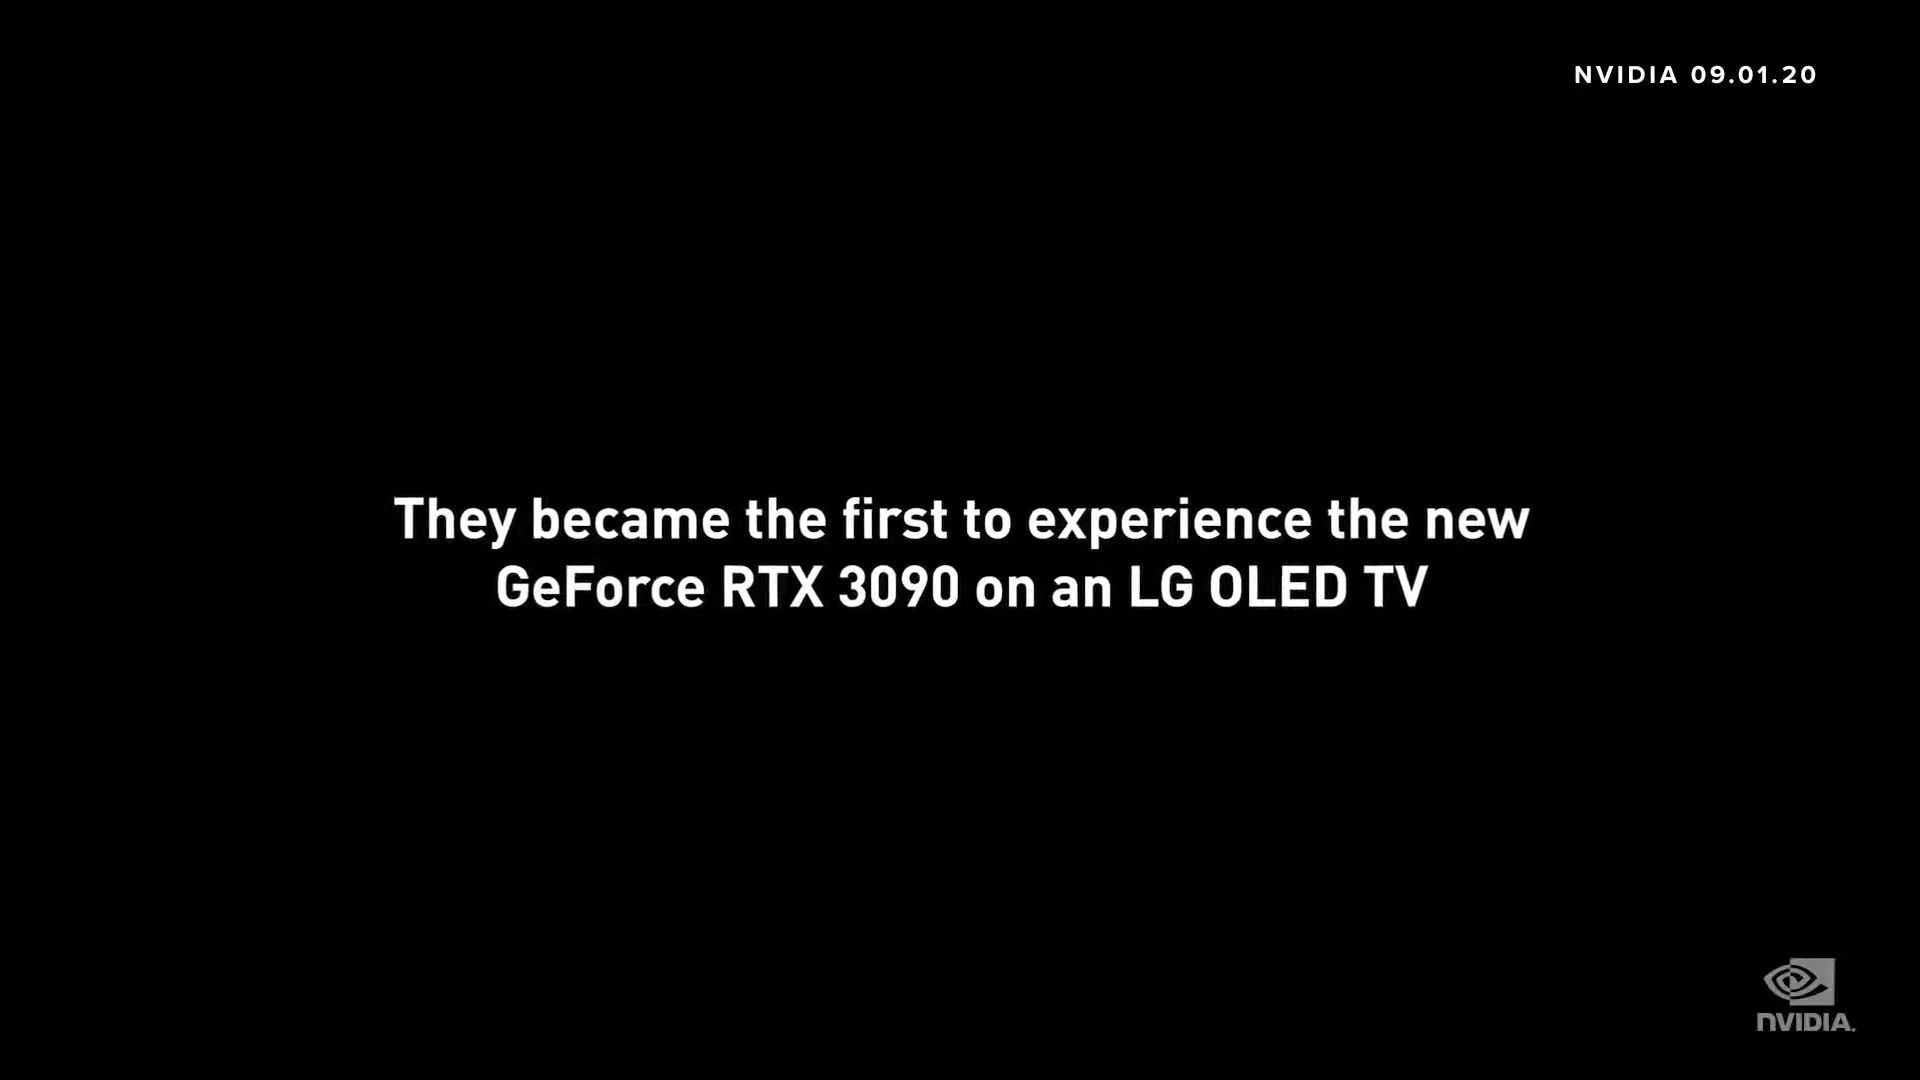 NVIDIA 09.01.20
They became the first to experience the new
GeForce RTX 3090 on an LG OLED TV
NVIDIA.